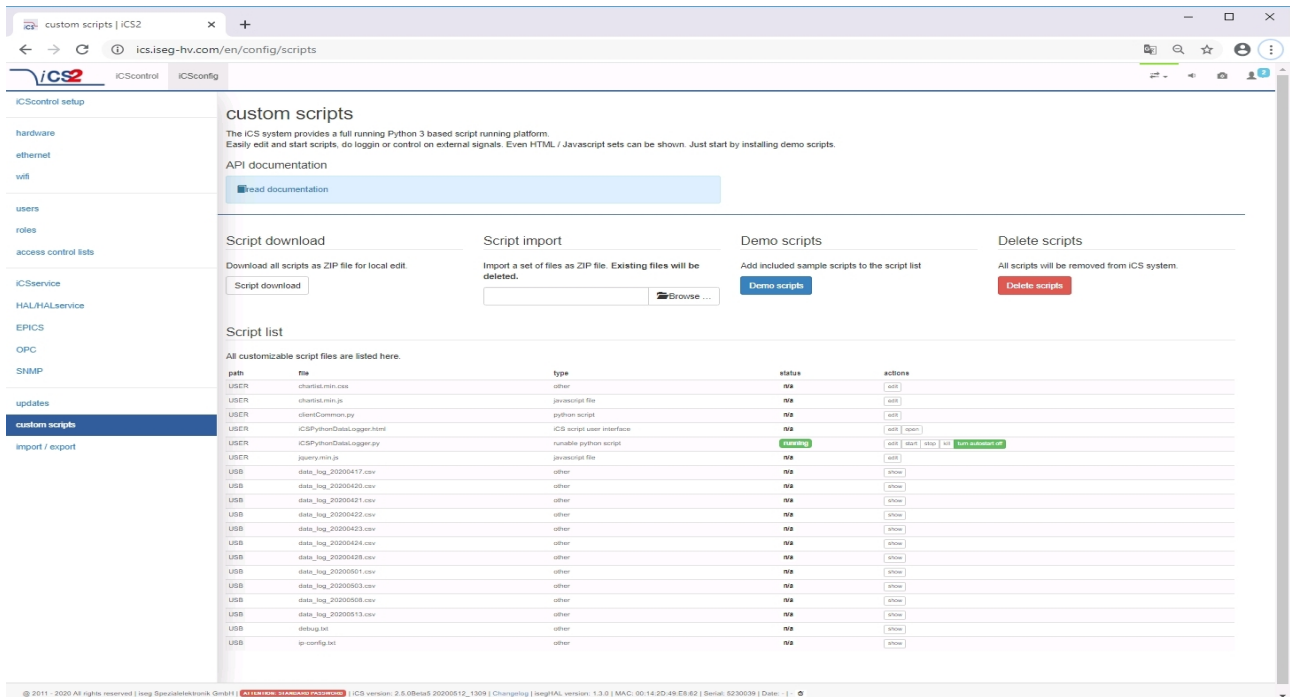 custom scripts | iCS2
ics.iseg-hv.com/en/config/scripts
iCS2 iCScontrol iCSconfig 2
iCScontrol setup
hardware
ethernet
wifi
users
roles
access control lists
iCSservice
HAL/HALservice
EPICS
OPC
SNMP
updates
custom scripts
import / export
custom scripts
The iCS system provides a full running Python 3 based script running platform.
Easily edit and start scripts, do loggin or control on external signals. Even HTML / Javascript sets can be shown. Just start by installing demo scripts.
API documentation
read documentation
Script download
Download all scripts as ZIP file for local edit.
Script download
Script import
Import a set of files as ZIP file. Existing files will be
deleted.
Browse ...
Demo scripts
Add included sample scripts to the script list
Demo scripts
Delete scripts
All scripts will be removed from iCS system.
Delete scripts
Script list
All customizable script files are listed here.
path file type status actions
USER chartist.min.css other n/a edit
USER chartist.min.js javascript file n/a edit
USER clientCommon.py python script n/a edit
USER iCSPythonDataLogger.html iCS script user interface n/a edit open
USER iCSPythonDataLogger.py runable python script running edit start stop kill turn autostart off
USER jquery.min.js javascript file n/a edit
USB data_log_20200417.csv other n/a show
USB data_log_20200420.csv other n/a show
USB data_log_20200421.csv other n/a show
USB data_log_20200422.csv other n/a show
USB data_log_20200423.csv other n/a show
USB data_log_20200424.csv other n/a show
USB data_log_20200428.csv other n/a show
USB data_log_20200501.csv other n/a show
USB data_log_20200503.csv other n/a show
USB data_log_20200508.csv other n/a show
USB data_log_20200513.csv other n/a show
USB debug.txt other n/a show
USB ip-config.txt other n/a show
@ 2011 - 2020 All rights reserved | iseg Spezialelektronik GmbH | ATTENTION: STANDARD PASSWORD | iCS version: 2.5.0Beta5 20200512_1309 | Changelog | isegHAL version: 1.3.0 | MAC: 00:14:2D:49:E8:62 | Serial: 5230039 | Date: - | -